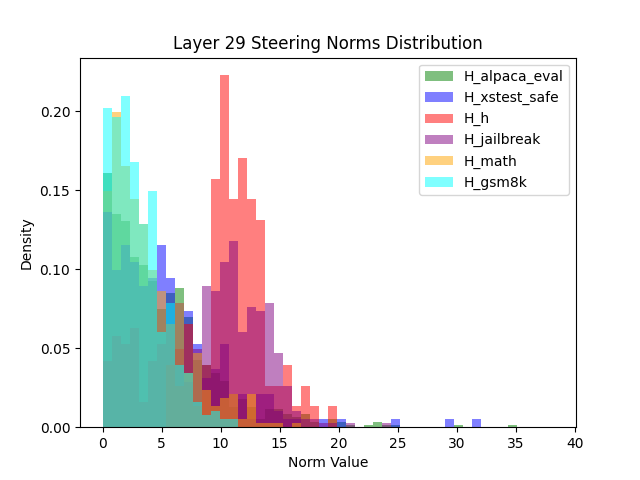 Layer 29 Steering Norms Distribution
H_alpaca_eval
H_xstest_safe
H_h
H_jailbreak
H_math
H_gsm8k
Density
0.20
0.15
0.10
0.05
0.00
0 5 10 15 20 25 30 35 40
Norm Value